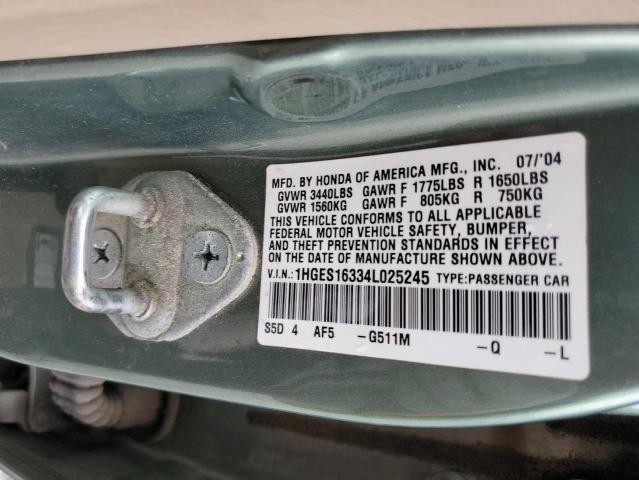 MFD. BY HONDA OF AMERICA MFG., INC. 07/'04
GVWR 3440LBS GAWR F 1775LBS R 1650LBS
GVWR 1560KG GAWR F 805KG R 750KG
THIS VEHICLE CONFORMS TO ALL APPLICABLE
FEDERAL MOTOR VEHICLE SAFETY, BUMPER,
AND THEFT PREVENTION STANDARDS IN EFFECT
ON THE DATE OF MANUFACTURE SHOWN ABOVE.
V.I.N.:1HGES16334L025245 TYPE:PASSENGER CAR
S5D 4 AF5 -G511M -Q -L